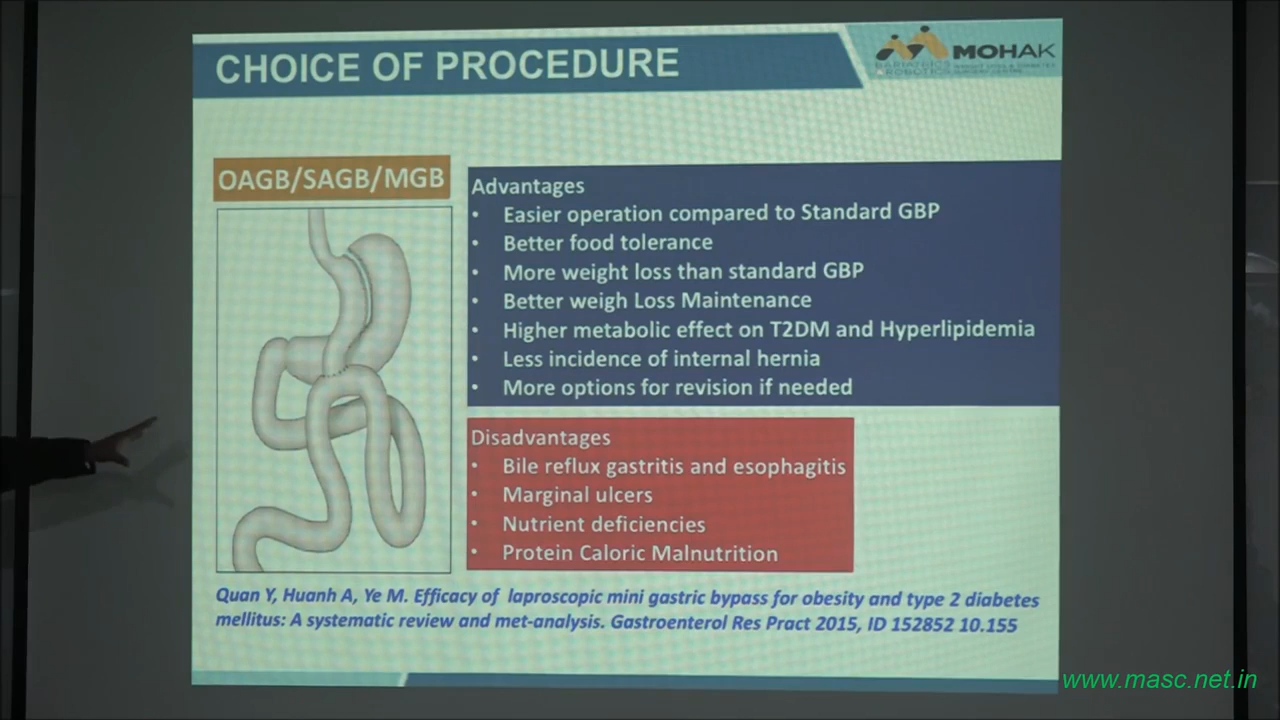 CHOICE OF PROCEDURE
MOHAK
BARIATRICS
ROBOTICS
OAGB/SAGB/MGB
Advantages
• Easier operation compared to Standard GBP
• Better food tolerance
• More weight loss than standard GBP
• Better weigh Loss Maintenance
• Higher metabolic effect on T2DM and Hyperlipidemia
• Less incidence of internal hernia
• More options for revision if needed
Disadvantages
• Bile reflux gastritis and esophagitis
• Marginal ulcers
• Nutrient deficiencies
• Protein Caloric Malnutrition
Quan Y, Huanh A, Ye M. Efficacy of laproscopic mini gastric bypass for obesity and type 2 diabetes
mellitus: A systematic review and met-analysis. Gastroenterol Res Pract 2015, ID 152852 10.155
www.masc.net.in